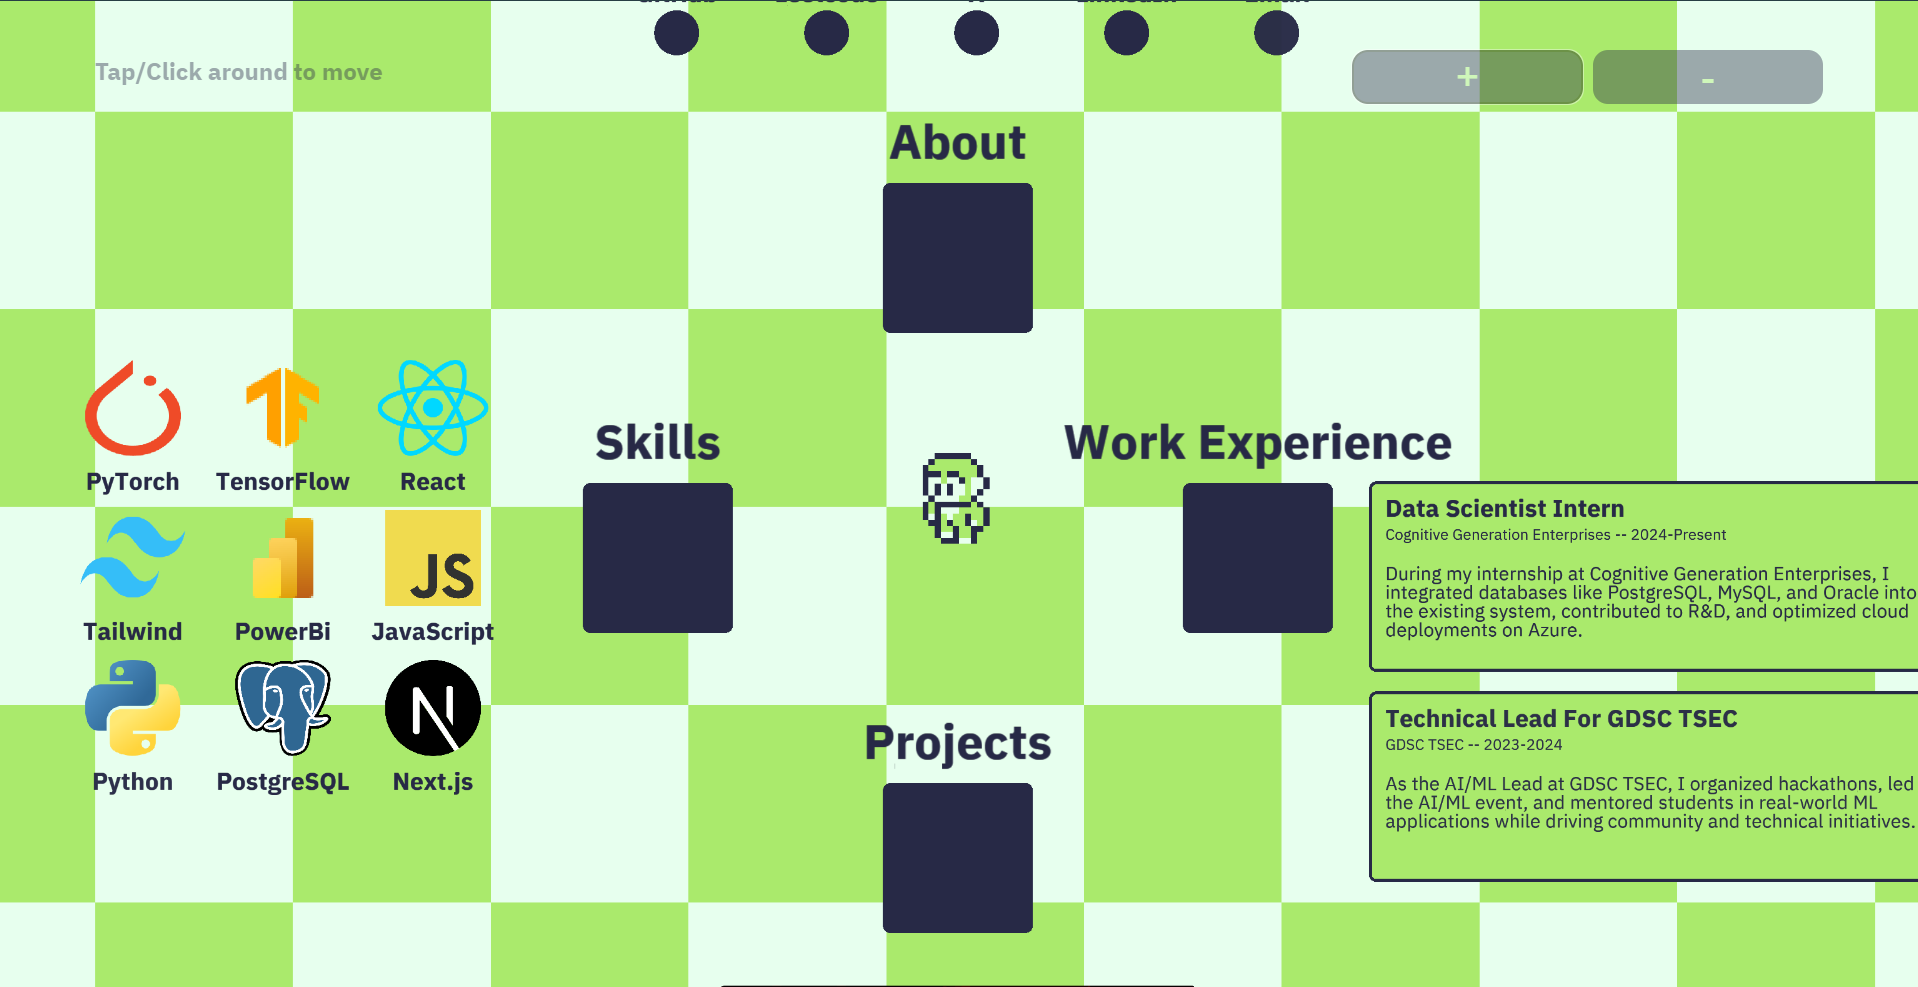 Tap/Click around to move
+
-
About
Skills
Work Experience
PyTorch
TensorFlow
React
JS
Tailwind
PowerBi
JavaScript
Python
PostgreSQL
N
Next.js
Data Scientist Intern
Cognitive Generation Enterprises -- 2024-Present
During my internship at Cognitive Generation Enterprises, I
integrated databases like PostgreSQL, MySQL, and Oracle into
the existing system, contributed to R&D, and optimized cloud
deployments on Azure.
Technical Lead For GDSC TSEC
GDSC TSEC -- 2023-2024
As the AI/ML Lead at GDSC TSEC, I organized hackathons, led
the AI/ML event, and mentored students in real-world ML
applications while driving community and technical initiatives.
Projects